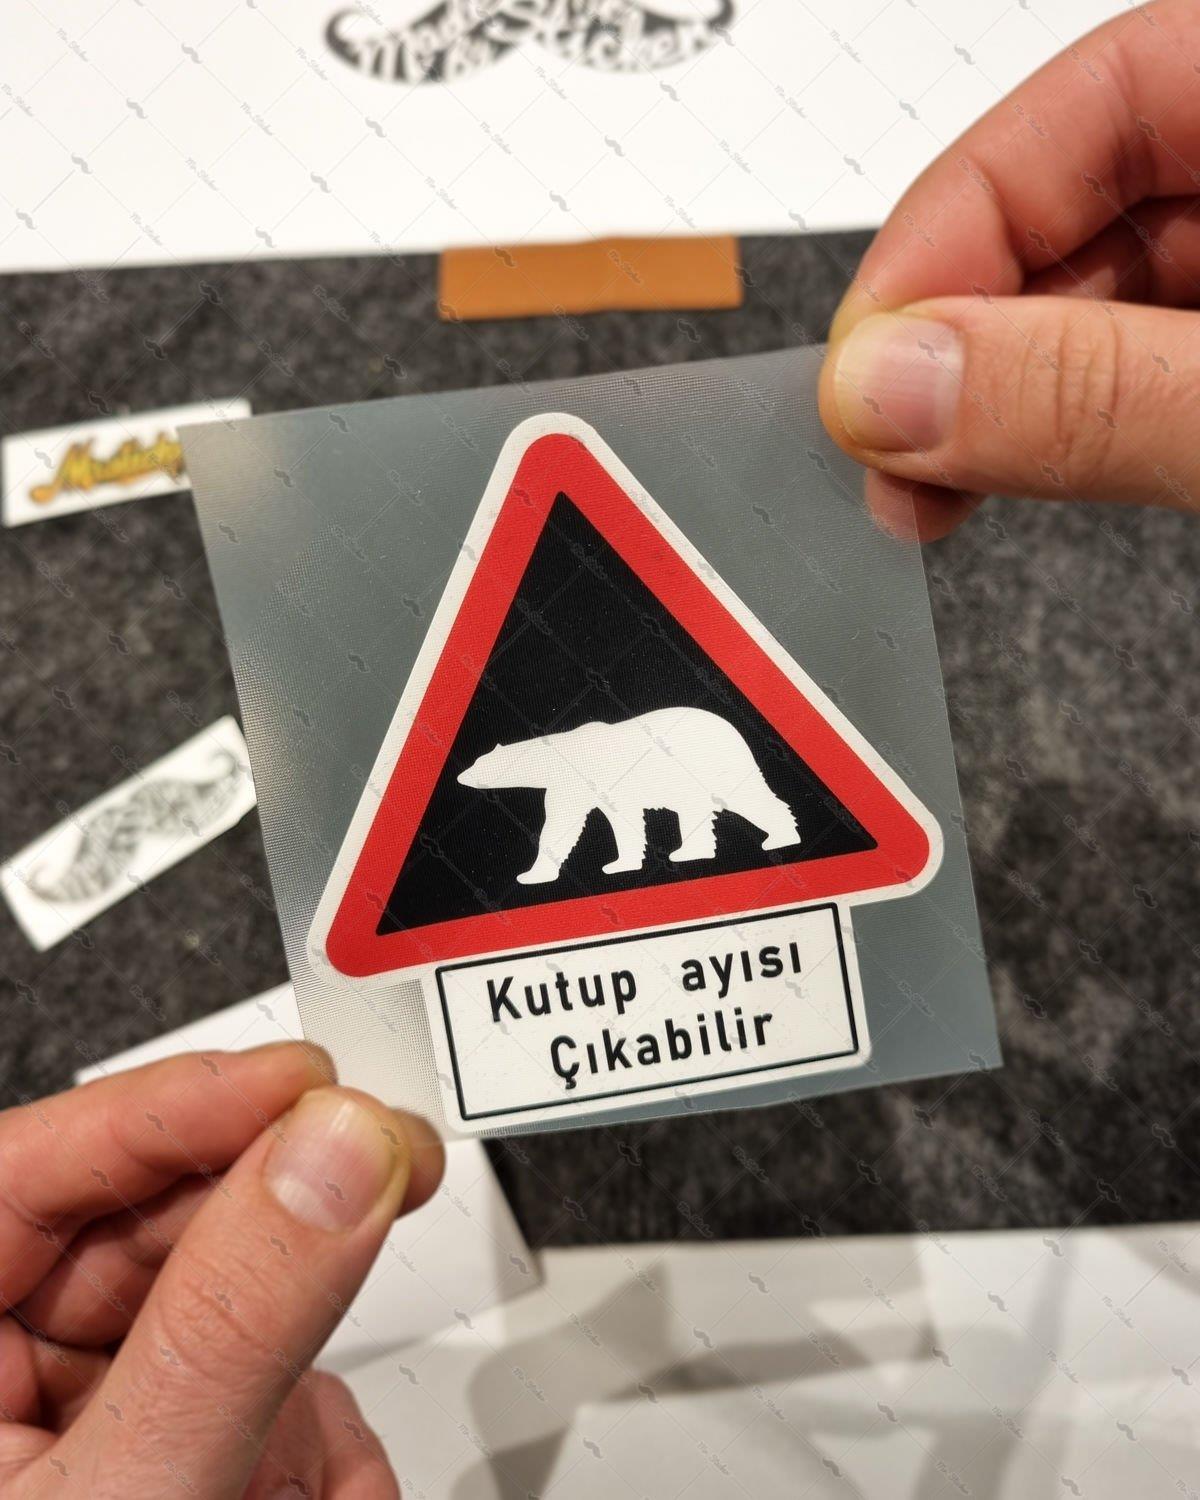 Kutup ayısı
Çıkabilir